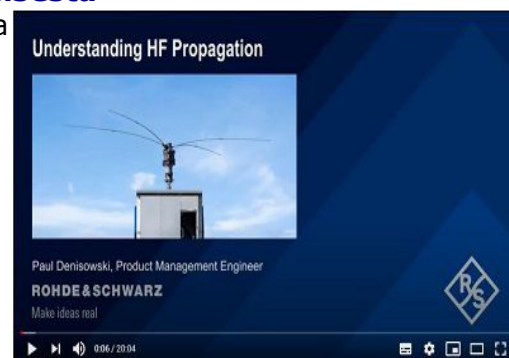 a
Understanding HF Propagation
Paul Denisowski, Product Management Engineer
ROHDE&SCHWARZ
Make ideas real
R&S
0:06 / 20:04